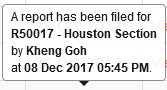 A report has been filed for
R50017 - Houston Section
by Kheng Goh
at 08 Dec 2017 05:45 PM.